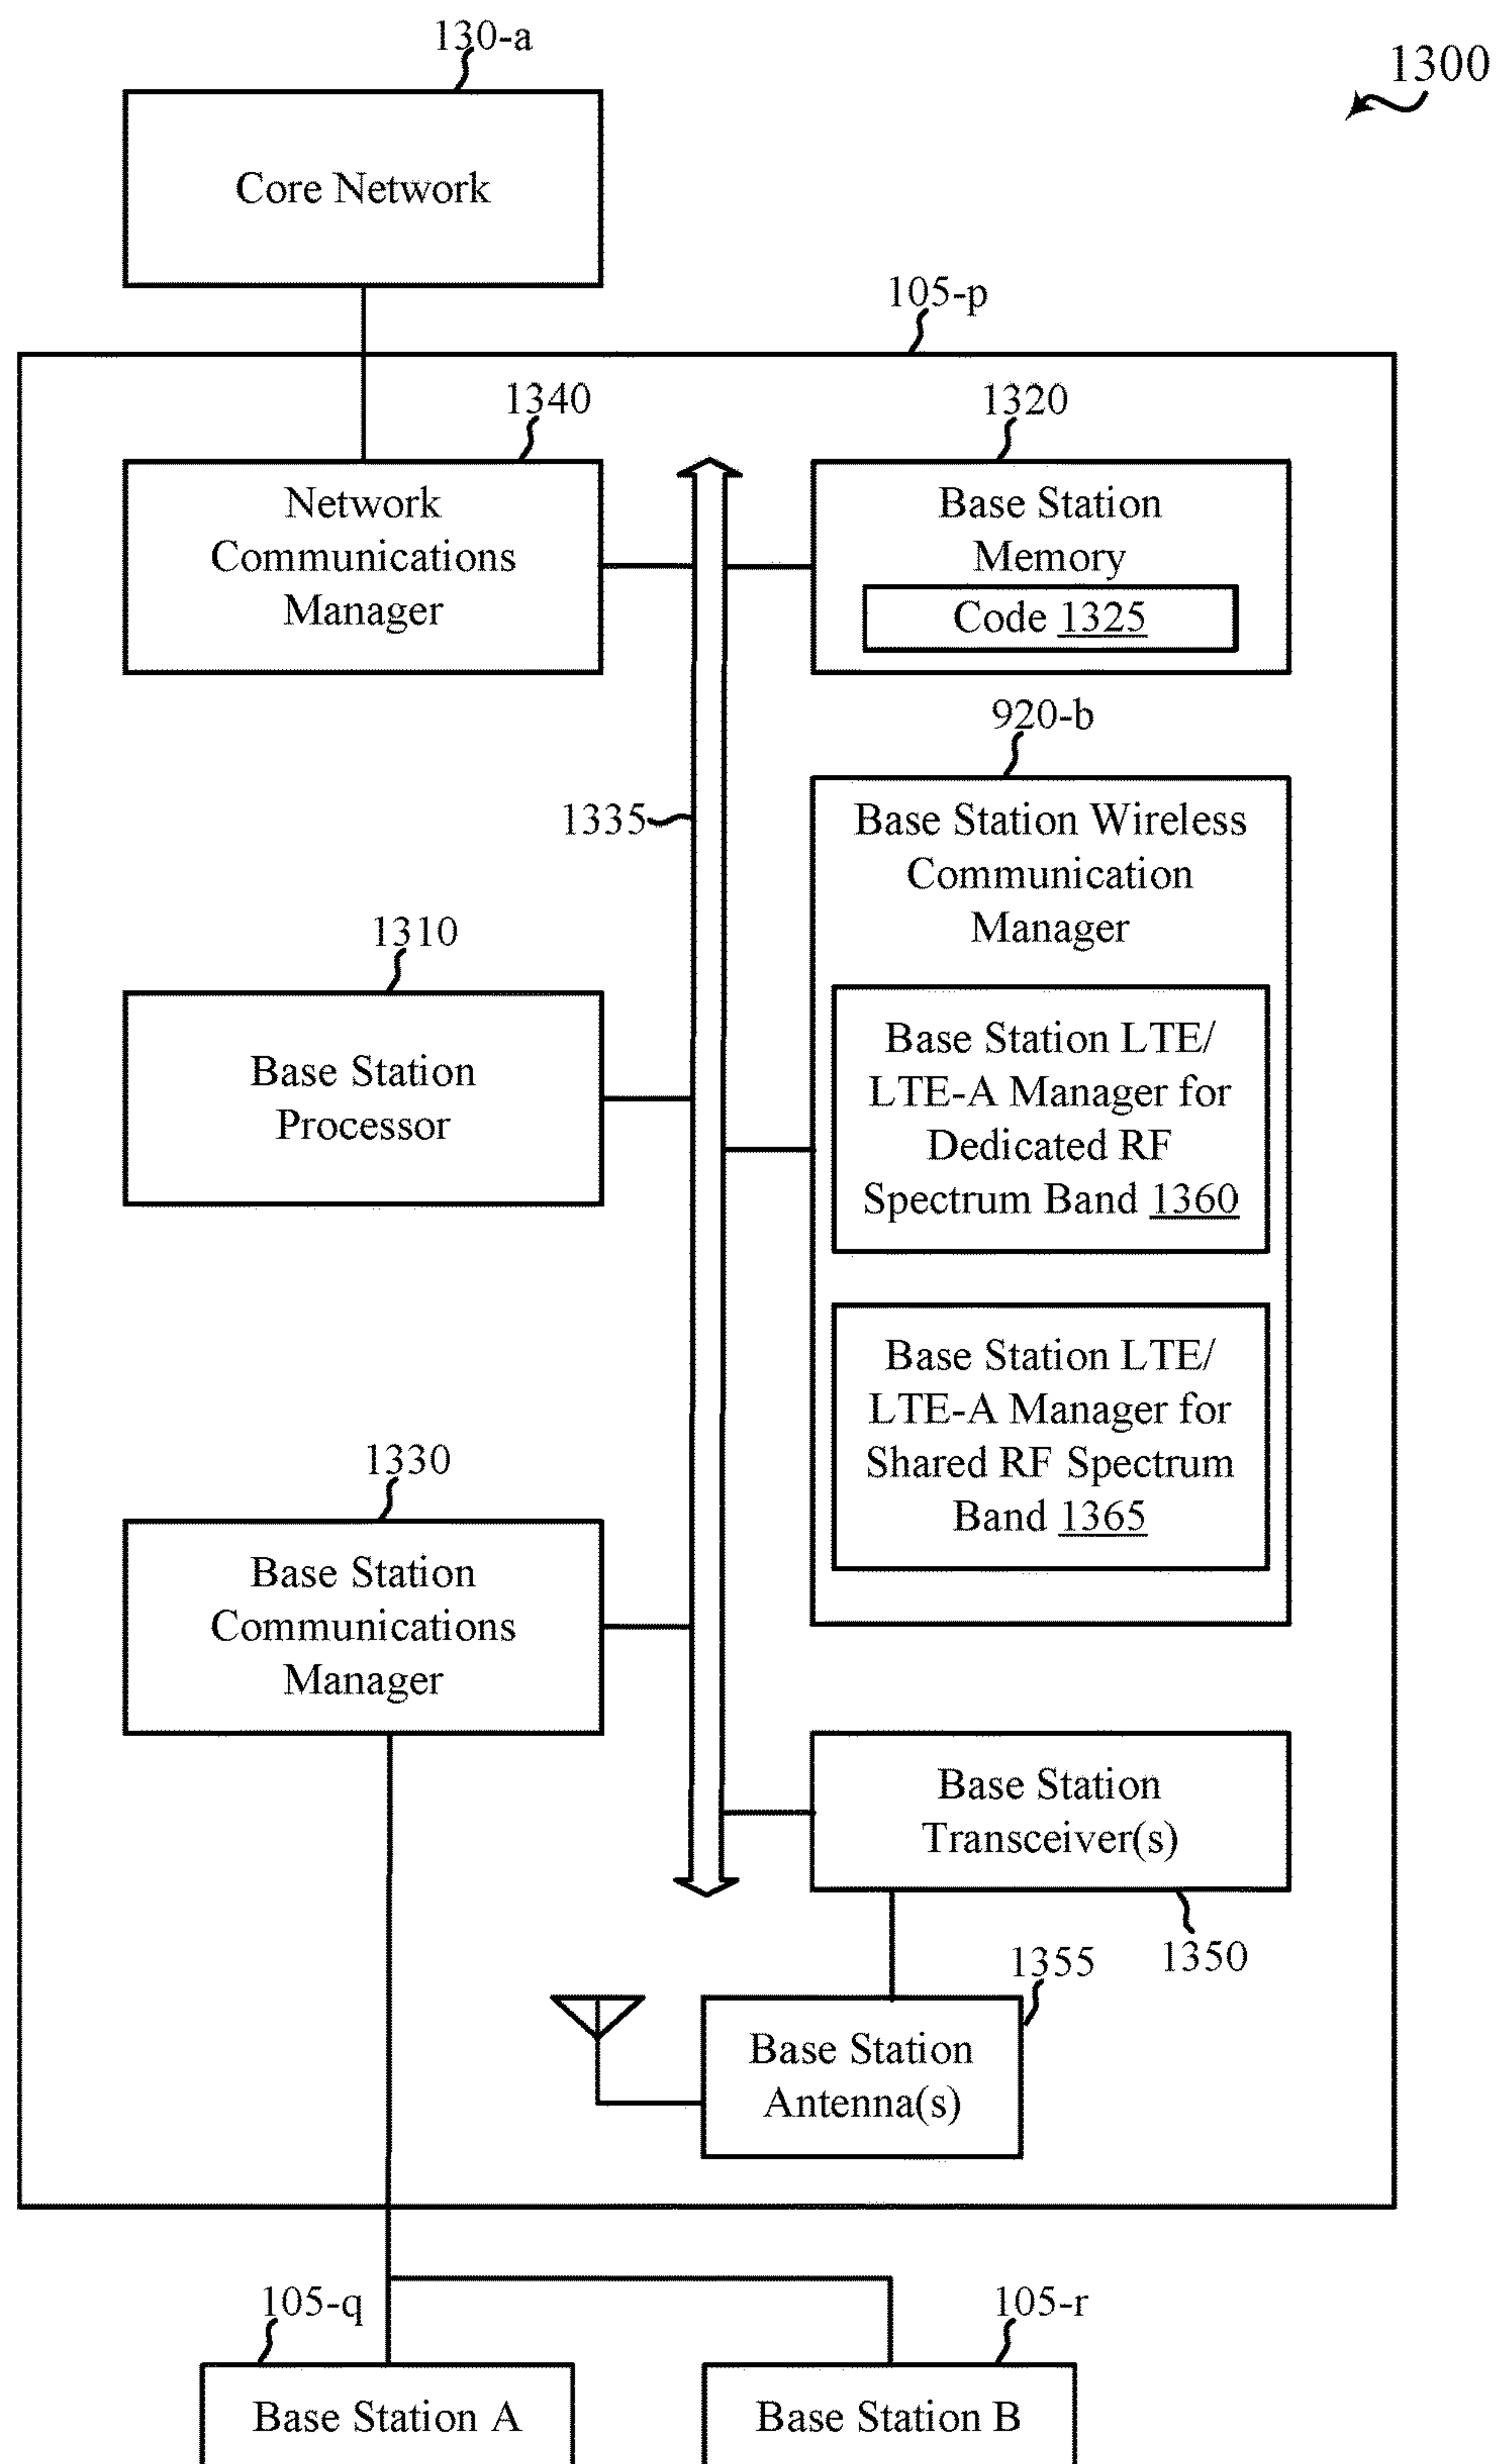 130-a
1300
Core Network
105-p
1340
1320
Network
Communications
Manager
Base Station
Memory
Code 1325
920-b
1335
Base Station Wireless
Communication
Manager
1310
Base Station
Processor
Base Station LTE/
LTE-A Manager for
Dedicated RF
Spectrum Band 1360
Base Station LTE/
LTE-A Manager for
Shared RF Spectrum
Band 1365
1330
Base Station
Communications
Manager
Base Station
Transceiver(s)
1350
1355
Base Station
Antenna(s)
105-q
105-r
Base Station A
Base Station B